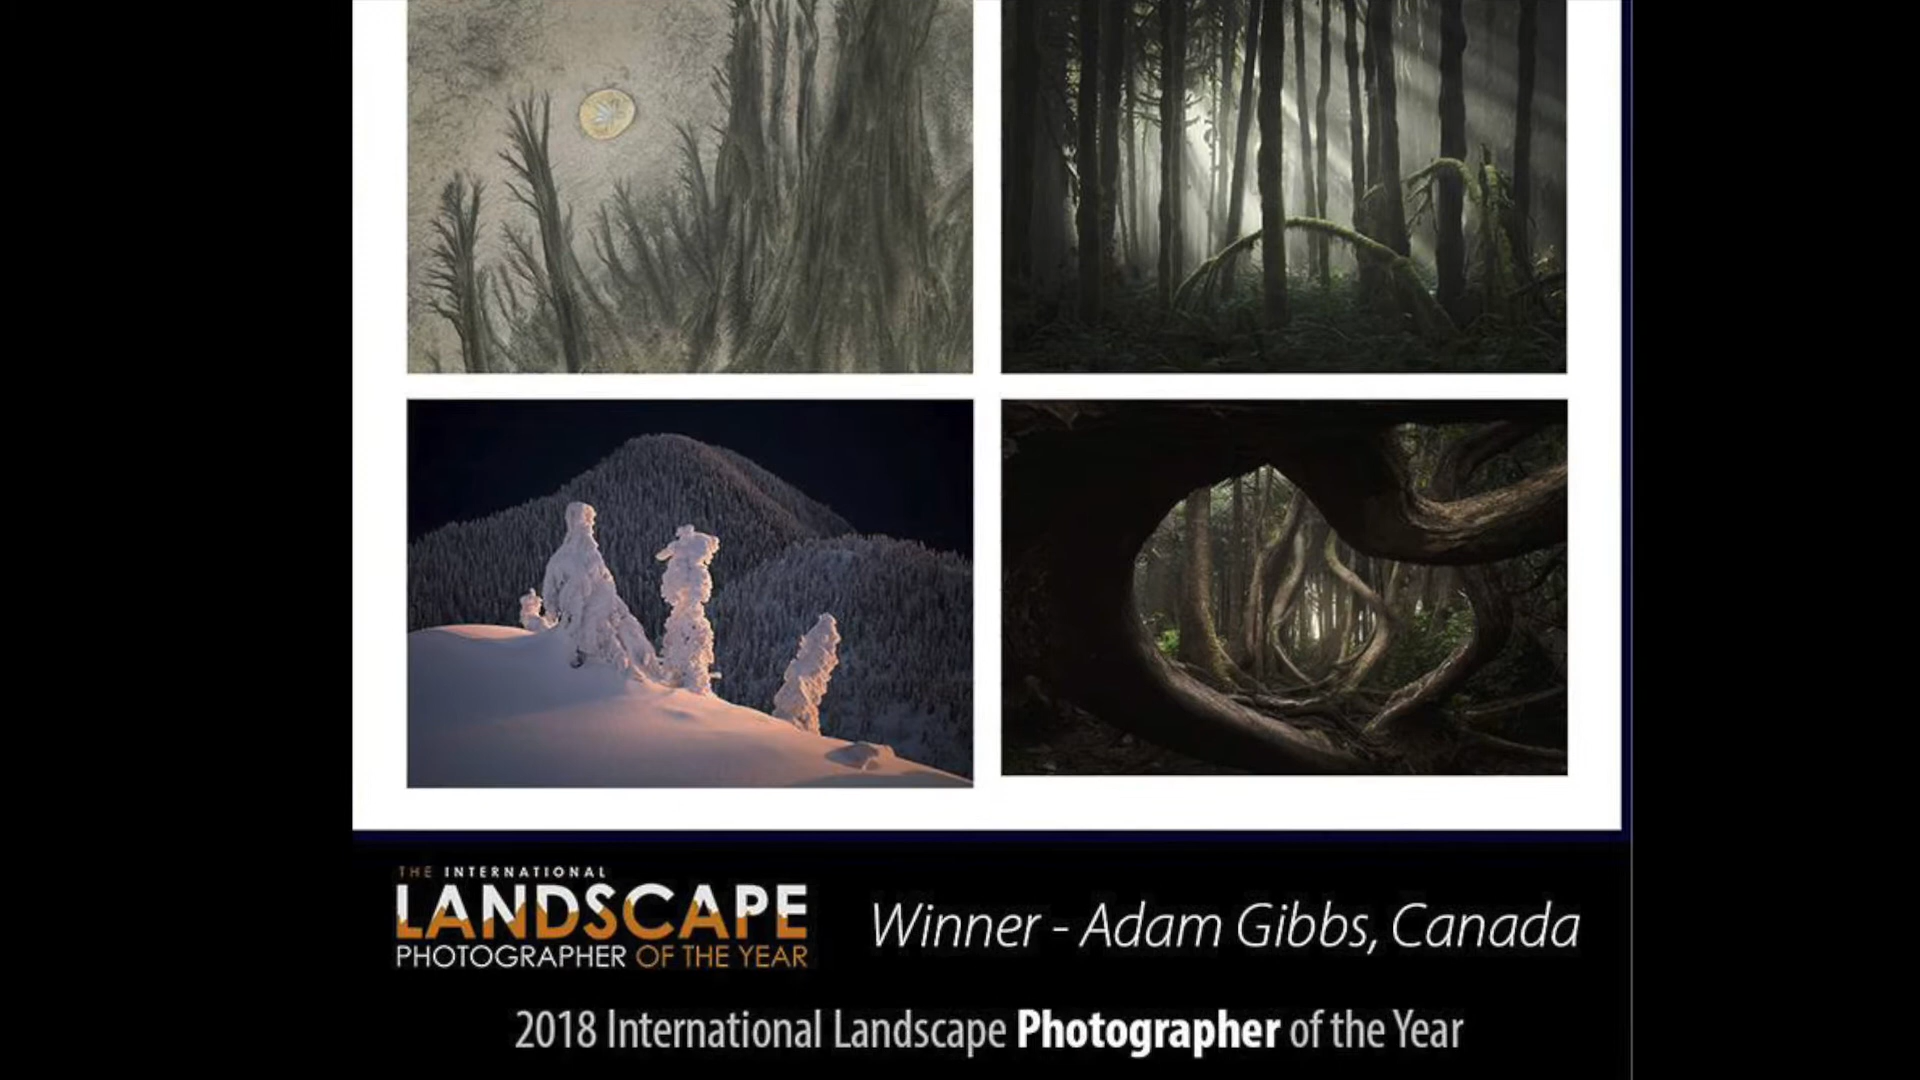 THE INTERNATIONAL
LANDSCAPE
PHOTOGRAPHER OF THE YEAR
Winner - Adam Gibbs, Canada
2018 International Landscape Photographer of the Year